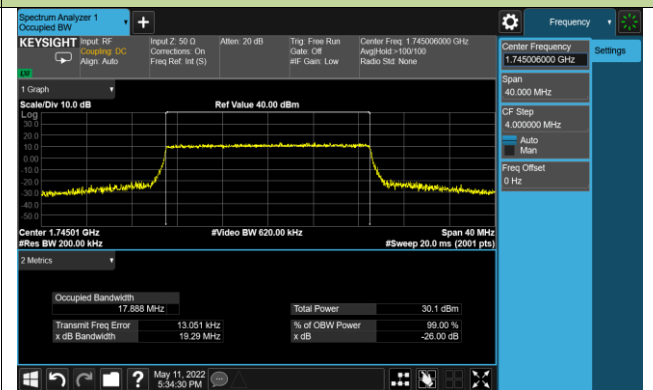 Spectrum Analyzer 1
Occupied BW
Frequency
KEYSIGHT
Input: RF
Coupling: DC
Align: Auto
Input Z: 50 Ω
Corrections: On
Freq Ref: Int (S)
Atten: 20 dB
Trig: Free Run
Gate: Off
#IF Gain: Low
Center Freq: 1.745006000 GHz
Avg|Hold:>100/100
Radio Std: None
Center Frequency
1.745006000 GHz
Settings
Span
40.000 MHz
CF Step
4.000000 MHz
Auto
Man
Freq Offset
0 Hz
1 Graph
Scale/Div 10.0 dB
Ref Value 40.00 dBm
Log
30.0
20.0
10.0
0.00
-10.0
-20.0
-30.0
-40.0
-50.0
Center 1.74501 GHz
#Video BW 620.00 kHz
Span 40 MHz
#Res BW 200.00 kHz
#Sweep 20.0 ms (2001 pts)
2 Metrics
Occupied Bandwidth
17.888 MHz
Total Power 30.1 dBm
Transmit Freq Error 13.051 kHz
% of OBW Power 99.00 %
x dB Bandwidth 19.29 MHz
x dB -26.00 dB
May 11, 2022
5:34:30 PM